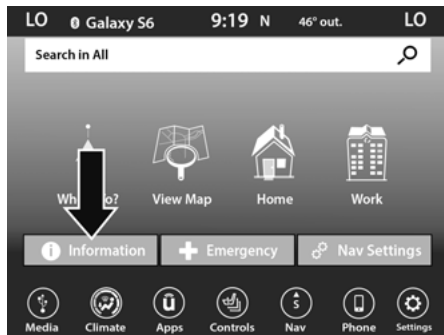 LO Galaxy S6 9:19 N 46° out. LO
Search in All
View Map Home Work
Information Emergency Nav Settings
Media Climate Apps Controls Nav Phone Settings